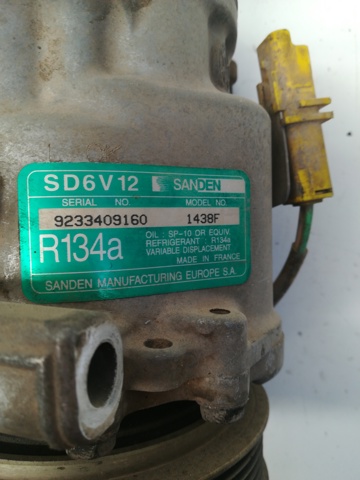 SD6V12 SANDEN
SERIAL NO. MODEL NO.
9233409160 1438F
R134a
OIL : SP-10 OR EQUIV.
REFRIGERANT : R134a
VARIABLE DISPLACEMENT
MADE IN FRANCE
SANDEN MANUFACTURING EUROPE S.A.